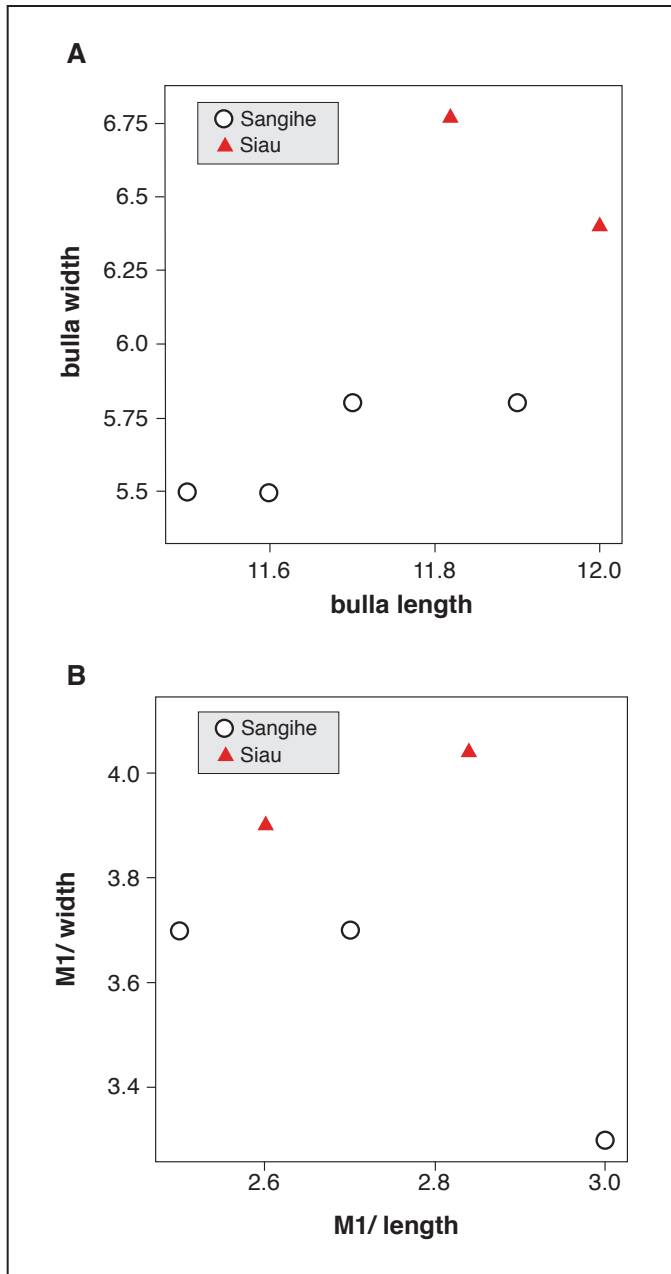 A
Sangihe
Siau
6.75
6.5
6.25
6.0
5.75
5.5
bulla width
11.6 11.8 12.0
bulla length
B
Sangihe
Siau
4.0
3.8
3.6
3.4
M1/ width
2.6 2.8 3.0
M1/ length